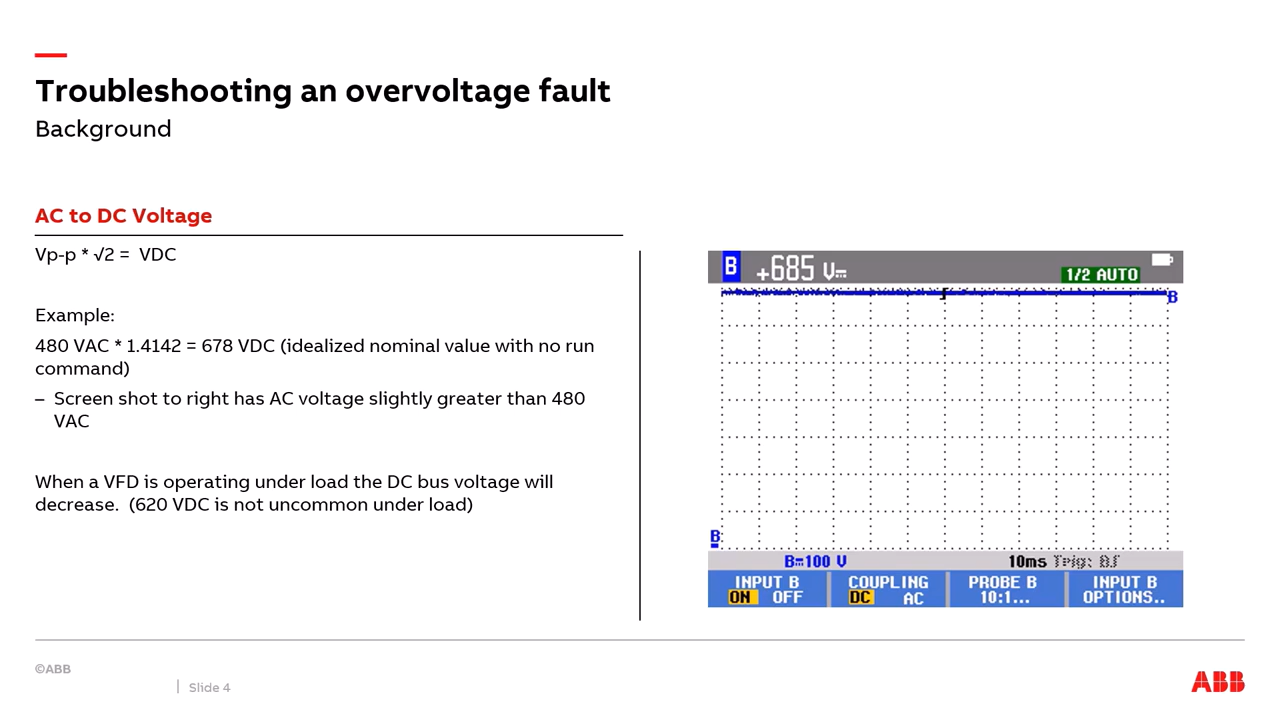 Troubleshooting an overvoltage fault
Background
AC to DC Voltage
Vp-p * √2 =  VDC
Example:
480 VAC * 1.4142 = 678 VDC (idealized nominal value with no run
command)
– Screen shot to right has AC voltage slightly greater than 480
VAC
When a VFD is operating under load the DC bus voltage will
decrease.  (620 VDC is not uncommon under load)
B +685 V⎓
1/2 AUTO
B
B
B⎓100 V
10ms Trig: B∫
INPUT B
ON OFF
COUPLING
DC AC
PROBE B
10:1...
INPUT B
OPTIONS..
©ABB
Slide 4
ABB